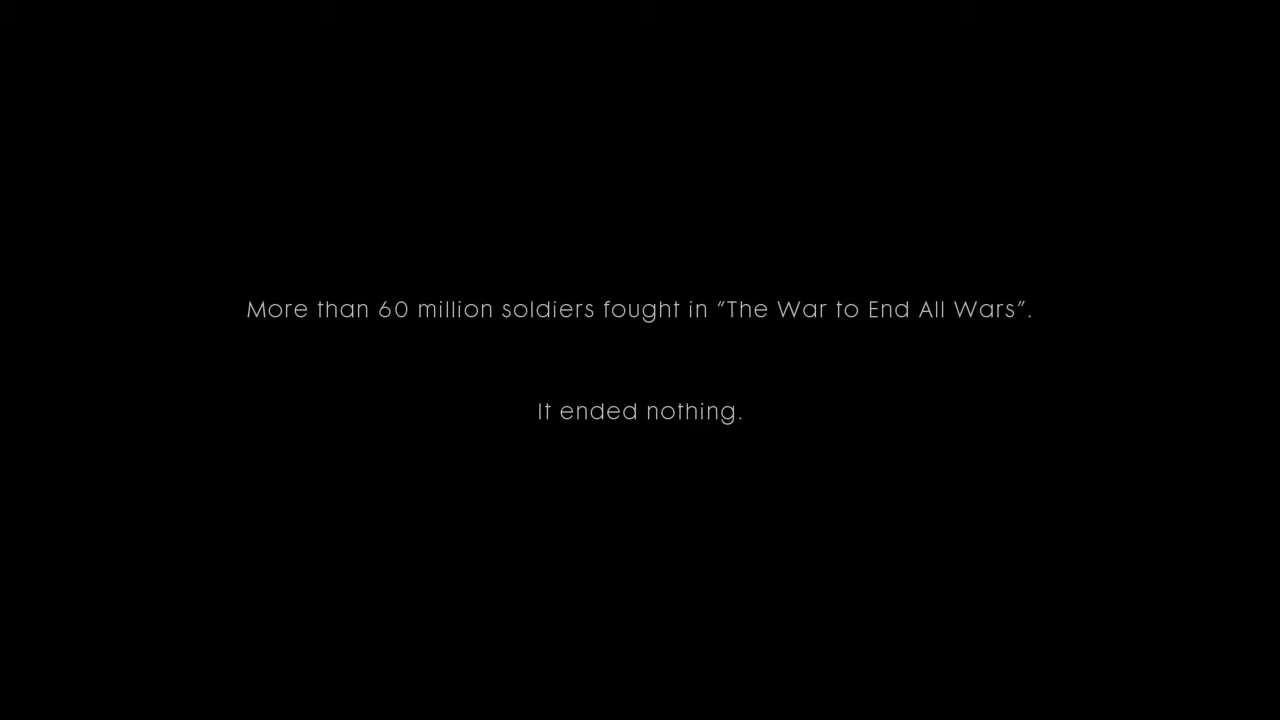 More than 60 million soldiers fought in “The War to End All Wars”.
It ended nothing.